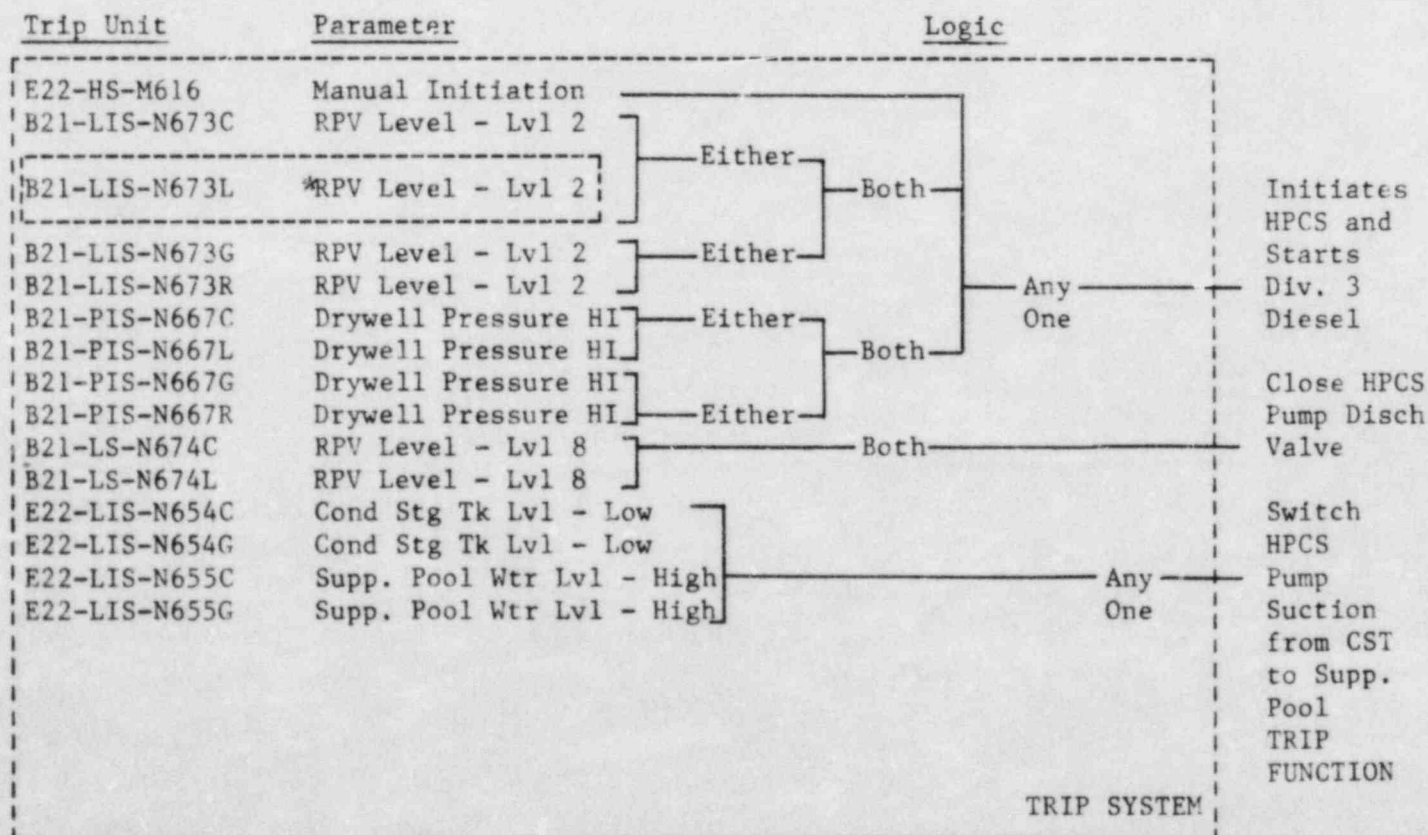 Trip Unit Parameter Logic
E22-HS-M616 Manual Initiation
B21-LIS-N673C RPV Level - Lvl 2
Either
B21-LIS-N673L *RPV Level - Lvl 2 Both Initiates
HPCS and
B21-LIS-N673G RPV Level - Lvl 2 Either Starts
B21-LIS-N673R RPV Level - Lvl 2 Any Div. 3
B21-PIS-N667C Drywell Pressure HI Either One Diesel
B21-PIS-N667L Drywell Pressure HI Both
B21-PIS-N667G Drywell Pressure HI Close HPCS
B21-PIS-N667R Drywell Pressure HI Either Pump Disch
B21-LS-N674C RPV Level - Lvl 8 Both Valve
B21-LS-N674L RPV Level - Lvl 8
E22-LIS-N654C Cond Stg Tk Lvl - Low Switch
E22-LIS-N654G Cond Stg Tk Lvl - Low HPCS
E22-LIS-N655C Supp. Pool Wtr Lvl - High Any Pump
E22-LIS-N655G Supp. Pool Wtr Lvl - High One Suction
from CST
to Supp.
Pool
TRIP
FUNCTION
TRIP SYSTEM